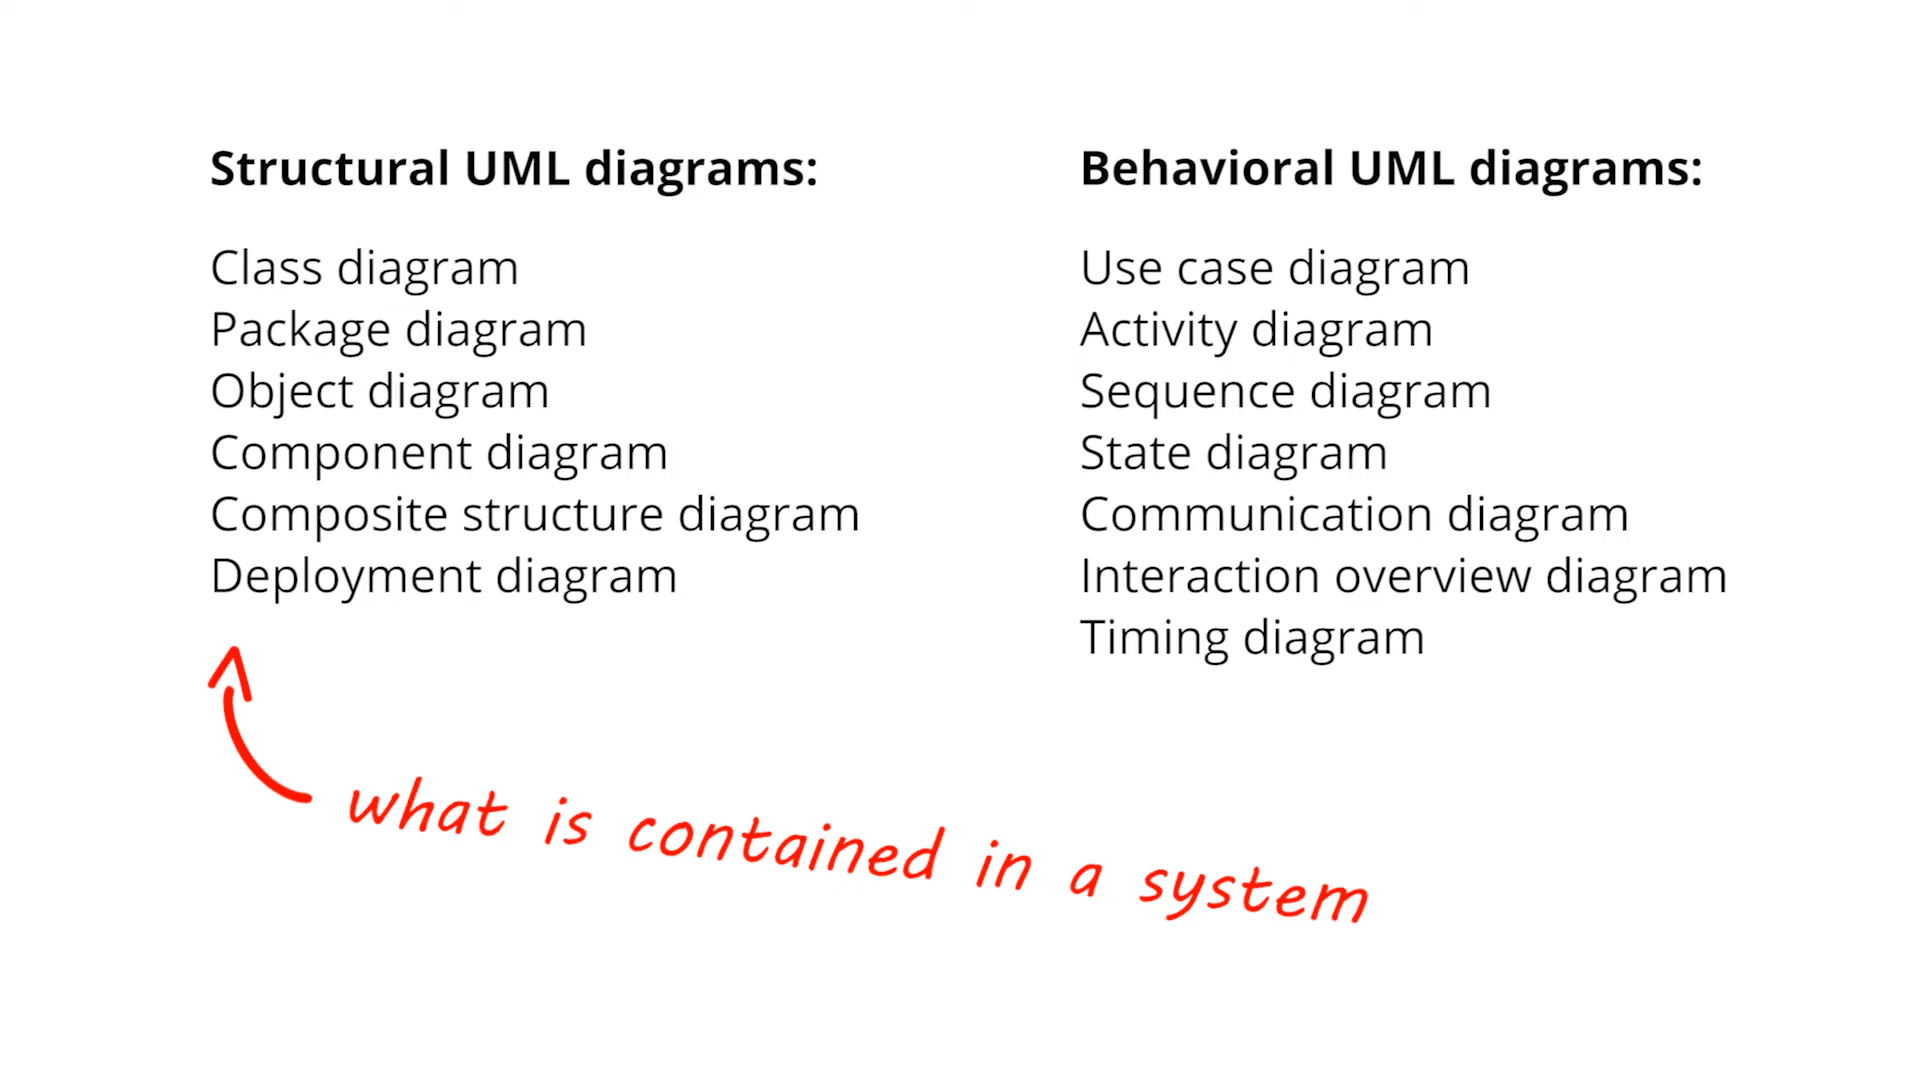 Structural UML diagrams:
Class diagram
Package diagram
Object diagram
Component diagram
Composite structure diagram
Deployment diagram
Behavioral UML diagrams:
Use case diagram
Activity diagram
Sequence diagram
State diagram
Communication diagram
Interaction overview diagram
Timing diagram
what is contained in a system